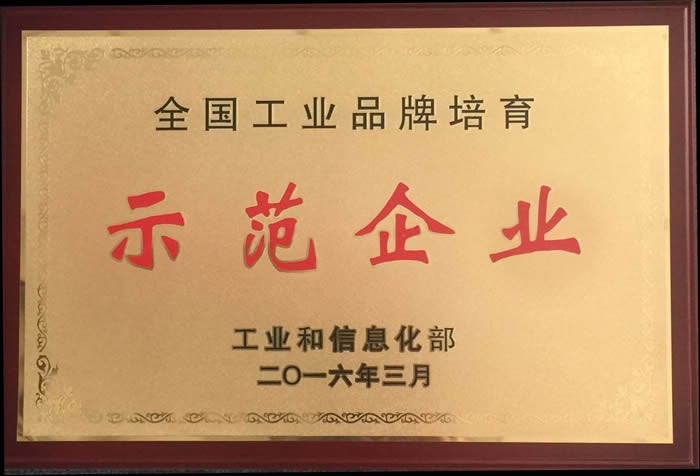 全国工业品牌培育
示范企业
工业和信息化部
二〇一六年三月